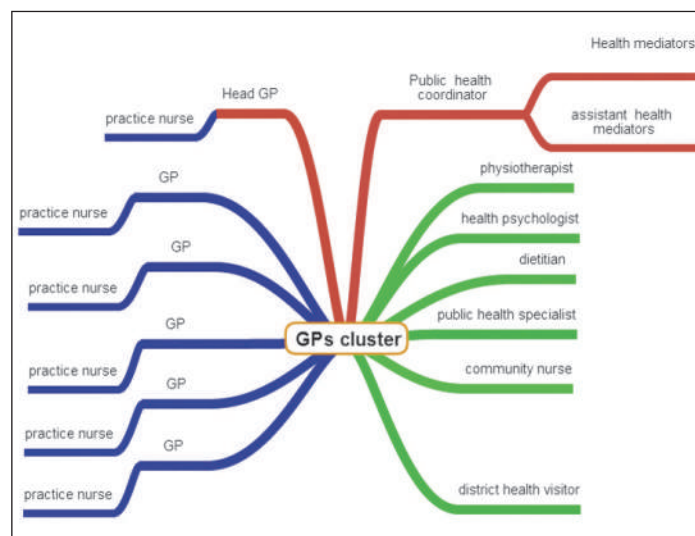 Health mediators
Public health
coordinator
Head GP
practice nurse
assistant health
mediators
physiotherapist
GP
practice nurse
health psychologist
GP
dietitian
practice nurse
public health specialist
GP
GPs cluster
practice nurse
community nurse
GP
practice nurse
GP
practice nurse
district health visitor